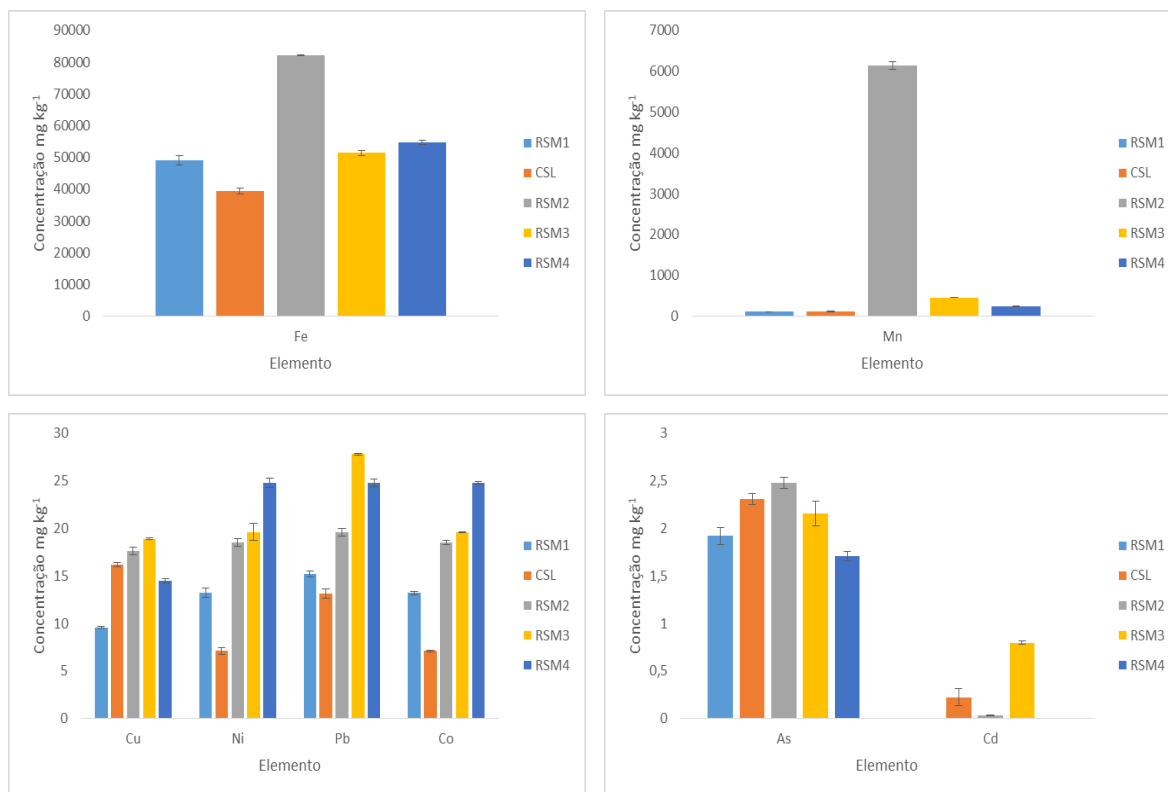 90000
80000
70000
60000
50000
40000
30000
20000
10000
0
Concentração mg kg⁻¹
Fe
Elemento
RSM1
CSL
RSM2
RSM3
RSM4
7000
6000
5000
4000
3000
2000
1000
0
Concentração mg kg⁻¹
Mn
Elemento
RSM1
CSL
RSM2
RSM3
RSM4
30
25
20
15
10
5
0
Concentração mg kg⁻¹
Cu Ni Pb Co
Elemento
RSM1
CSL
RSM2
RSM3
RSM4
3
2,5
2
1,5
1
0,5
0
Concentração mg kg⁻¹
As Cd
Elemento
RSM1
CSL
RSM2
RSM3
RSM4